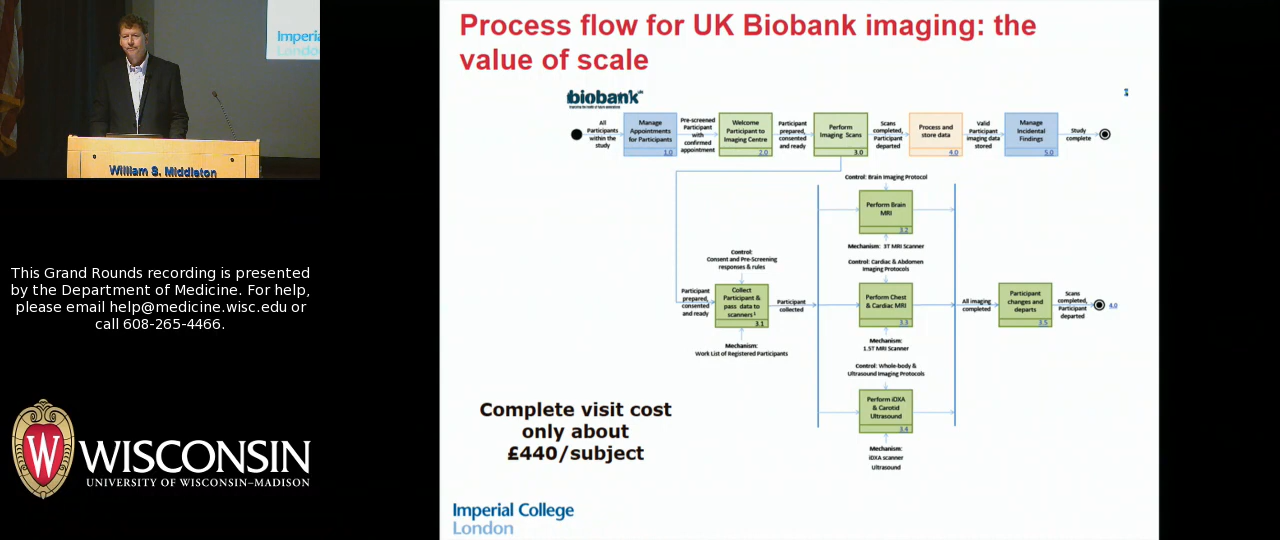 Imperia
London
William S. Middleton
This Grand Rounds recording is presented
by the Department of Medicine. For help,
please email help@medicine.wisc.edu or
call 608-265-4466.
WISCONSIN
UNIVERSITY OF WISCONSIN–MADISON
Process flow for UK Biobank imaging: the
value of scale
biobank
All
Participants
within the
study
Manage
Appointments
for Participants
1.0
Pre-screened
Participant
with
confirmed
appointment
Welcome
Participant to
Imaging Centre
2.0
Participant
prepared,
consented
and ready
Perform
Imaging Scans
3.0
Scans
completed,
Participant
departed
Process and
store data
4.0
Valid
Participant
imaging data
stored
Manage
Incidental
Findings
5.0
Study
complete
Control: Brain Imaging Protocol
Perform Brain
MRI
3.2
Mechanism: 3T MRI Scanner
Control:
Consent and Pre-Screening
responses & rules
Participant
prepared,
consented
and ready
Collect
Participant &
pass data to
scanners¹
3.1
Mechanism:
Work List of Registered Participants
Participant
collected
Control: Cardiac & Abdomen
Imaging Protocols
Perform Chest
& Cardiac MRI
3.3
Mechanism:
1.5T MRI Scanner
All imaging
completed
Participant
changes and
departs
3.5
Scans
completed,
Participant
departed
4.0
Control: Whole-body &
Ultrasound Imaging Protocols
Perform iDXA
& Carotid
Ultrasound
3.4
Mechanism:
iDXA scanner
Ultrasound
Complete visit cost
only about
£440/subject
Imperial College
London